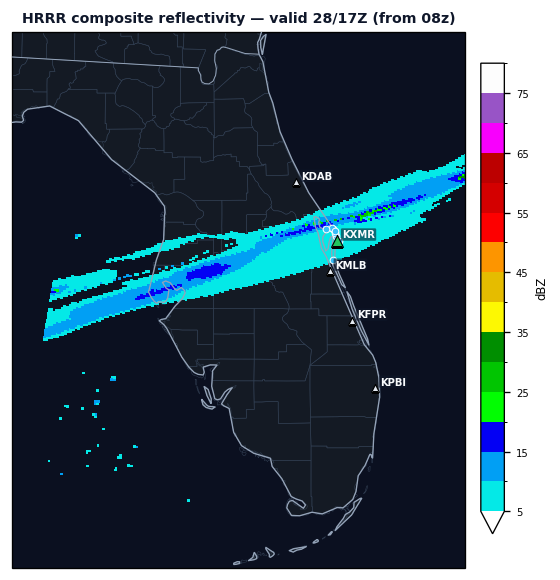 HRRR composite reflectivity — valid 28/17Z (from 08z)
KDAB
KXMR
KMLB
KFPR
KPBI
75
65
55
45
35
25
15
5
dBZ